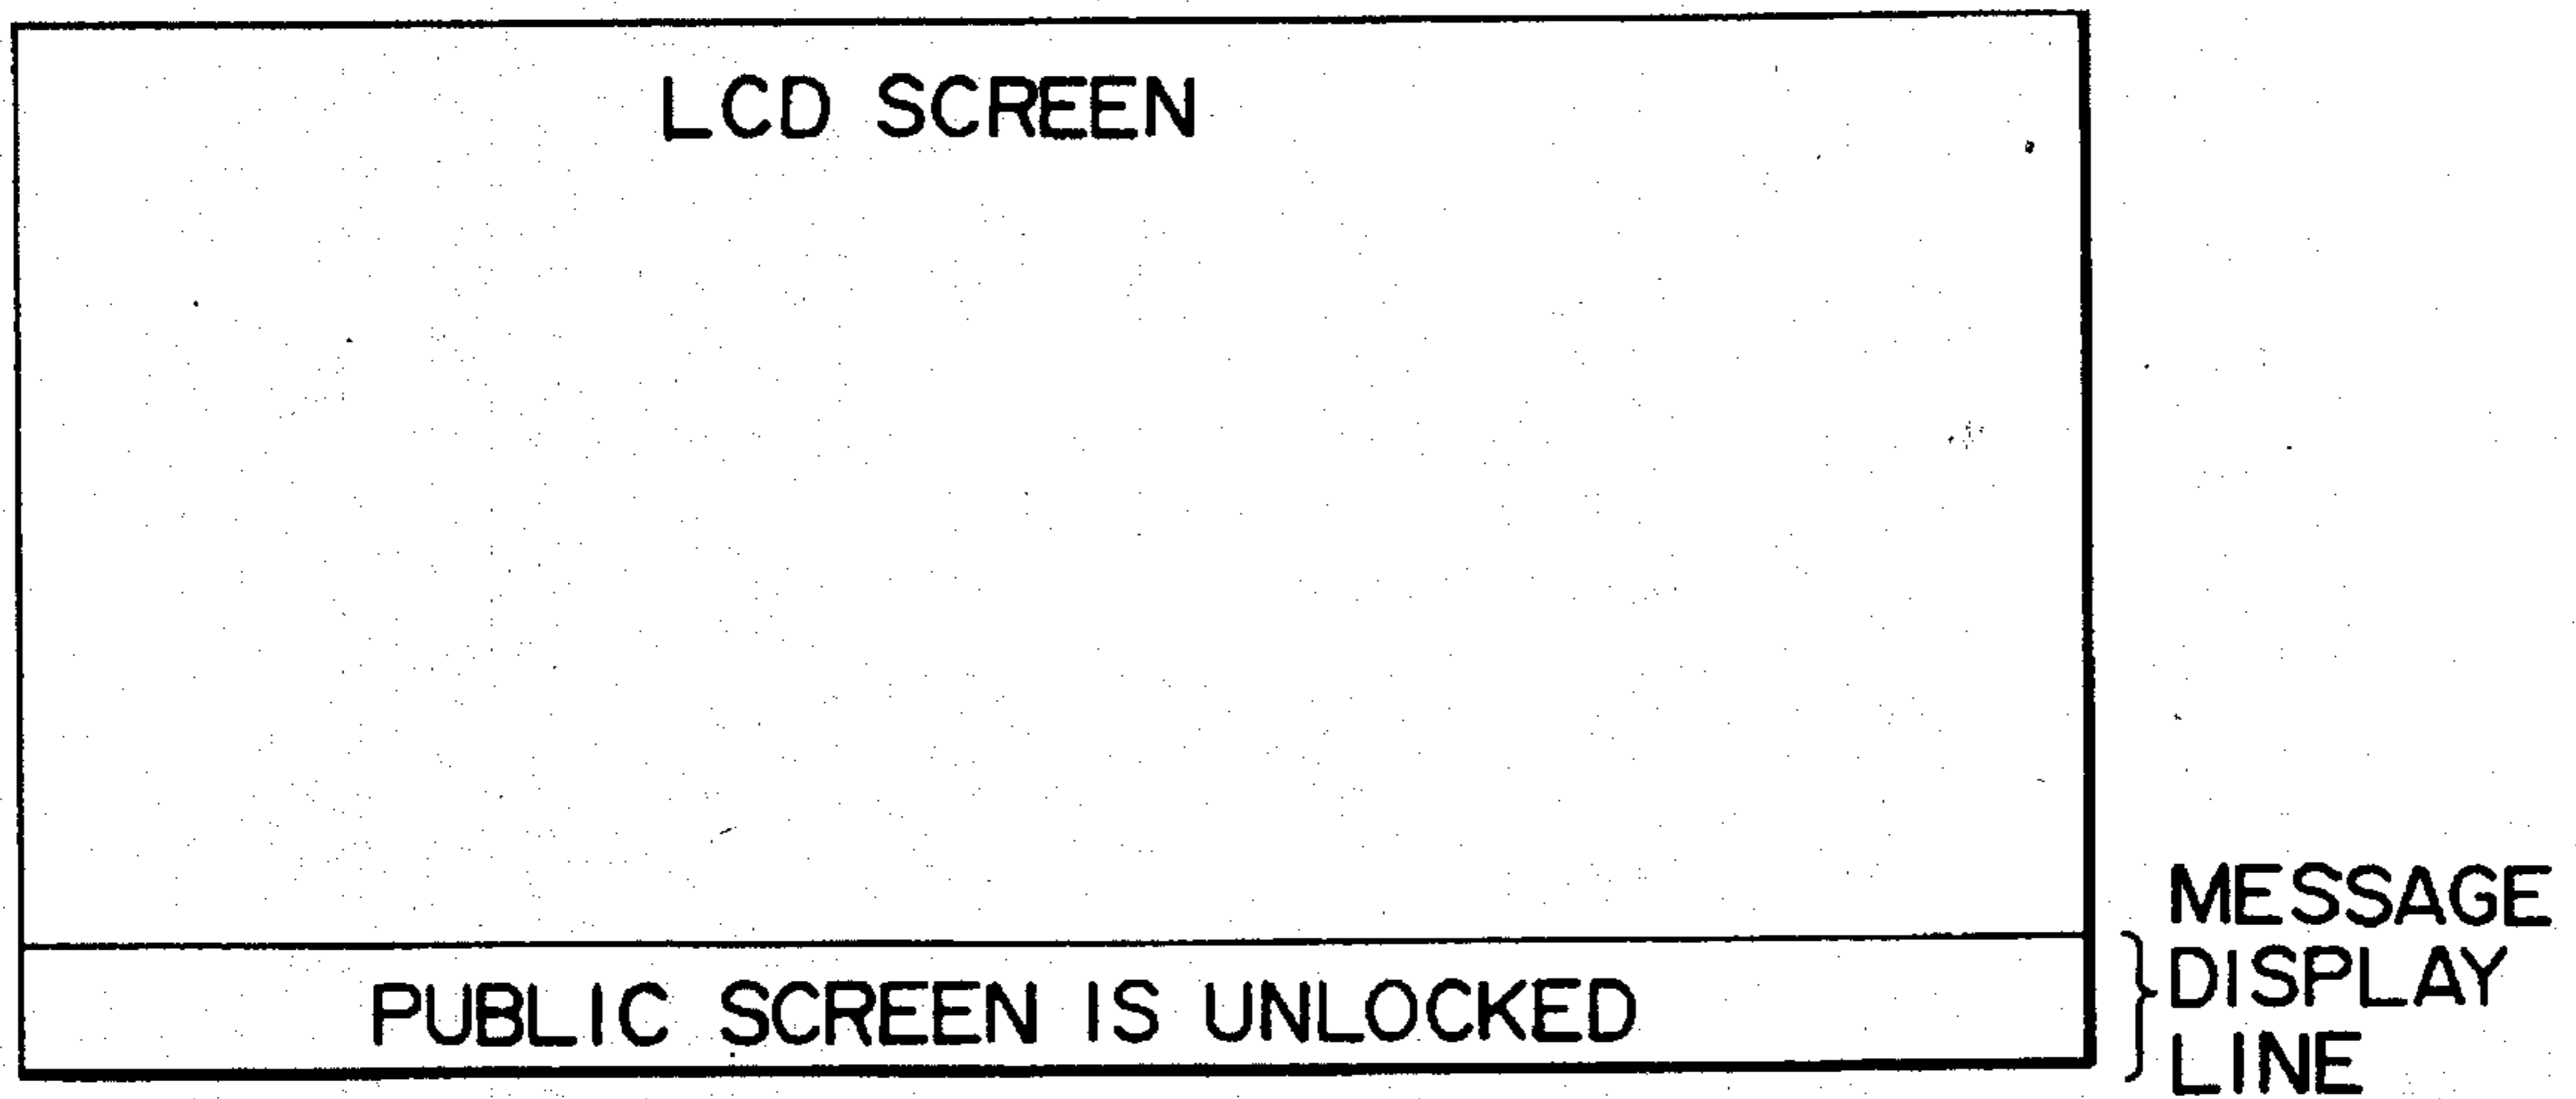 LCD SCREEN
PUBLIC SCREEN IS UNLOCKED
MESSAGE
DISPLAY
LINE